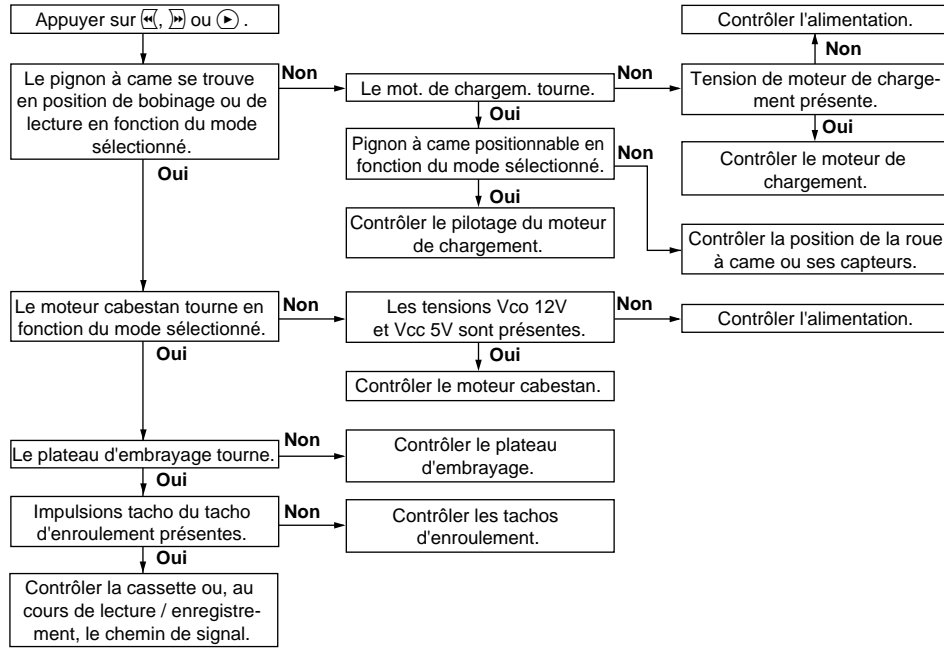 Appuyer sur ⏪, ⏩ ou ▶ .
Le pignon à came se trouve
en position de bobinage ou de
lecture en fonction du mode
sélectionné.
Non
Oui
Le mot. de chargem. tourne.
Non
Oui
Tension de moteur de charge-
ment présente.
Non
Oui
Contrôler l'alimentation.
Contrôler le moteur de
chargement.
Pignon à came positionnable en
fonction du mode sélectionné.
Non
Oui
Contrôler le pilotage du moteur
de chargement.
Contrôler la position de la roue
à came ou ses capteurs.
Le moteur cabestan tourne en
fonction du mode sélectionné.
Non
Oui
Les tensions Vco 12V
et Vcc 5V sont présentes.
Non
Oui
Contrôler l'alimentation.
Contrôler le moteur cabestan.
Le plateau d'embrayage tourne.
Non
Oui
Contrôler le plateau
d'embrayage.
Impulsions tacho du tacho
d'enroulement présentes.
Non
Oui
Contrôler les tachos
d'enroulement.
Contrôler la cassette ou, au
cours de lecture / enregistre-
ment, le chemin de signal.